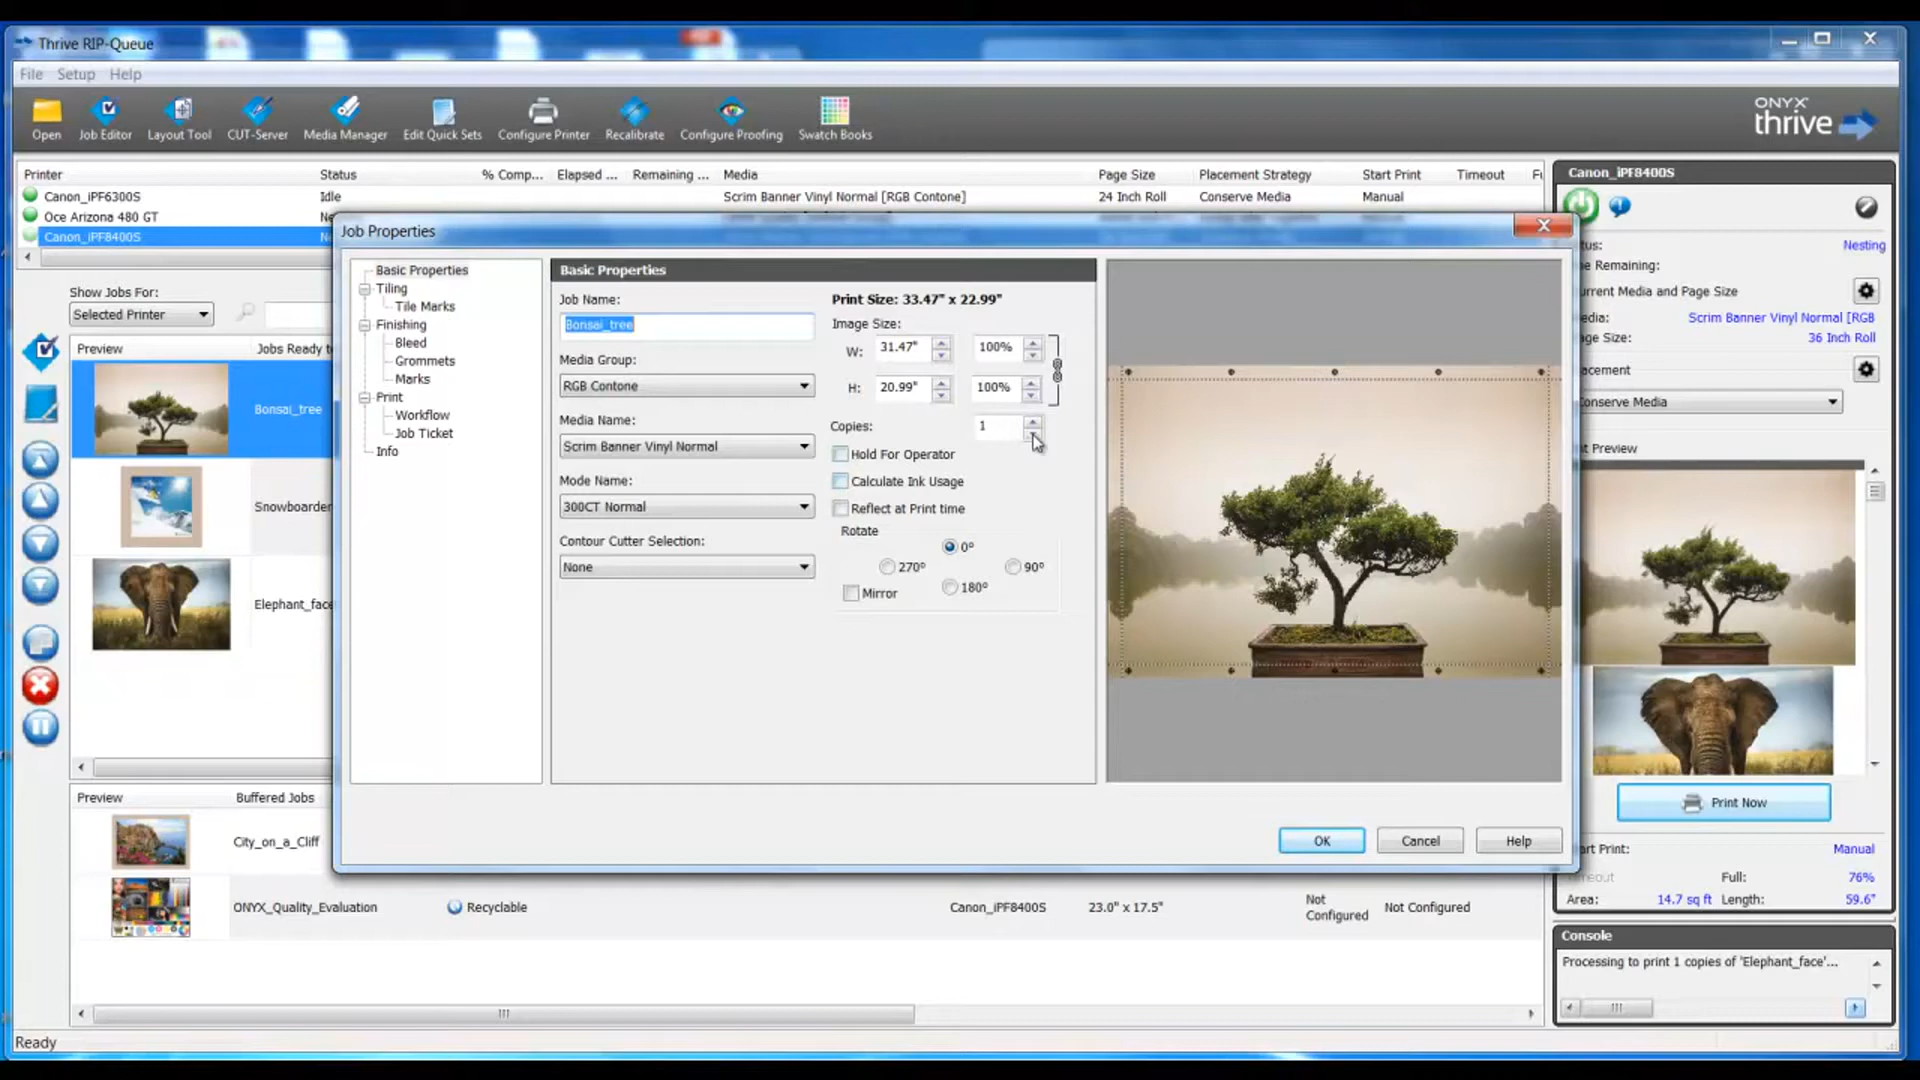 Thrive RIP-Queue
File Setup Help
Open Job Editor Layout Tool CUT-Server Media Manager Edit Quick Sets Configure Printer Recalibrate Configure Proofing Swatch Books
ONYX
thrive
Printer Status % Comp... Elapsed ... Remaining ... Media Page Size Placement Strategy Start Print Timeout
Canon_iPF6300S Idle Scrim Banner Vinyl Normal [RGB Contone] 24 Inch Roll Conserve Media Manual
Oce Arizona 480 GT
Canon_iPF8400S
Show Jobs For:
Selected Printer
Preview Jobs Ready to
Bonsai_tree
Snowboarder
Elephant_face
Preview Buffered Jobs
City_on_a_Cliff
ONYX_Quality_Evaluation Recyclable Canon_iPF8400S 23.0" x 17.5" Not Configured Not Configured
Ready
Job Properties
Basic Properties
Tiling
Tile Marks
Finishing
Bleed
Grommets
Marks
Print
Workflow
Job Ticket
Info
Basic Properties
Job Name:
Bonsai_tree
Media Group:
RGB Contone
Media Name:
Scrim Banner Vinyl Normal
Mode Name:
300CT Normal
Contour Cutter Selection:
None
Print Size: 33.47" x 22.99"
Image Size:
W: 31.47" 100%
H: 20.99" 100%
Copies: 1
Hold For Operator
Calculate Ink Usage
Reflect at Print time
Rotate
0°
270° 90°
180°
Mirror
OK Cancel Help
Canon_iPF8400S
tus: Nesting
e Remaining:
urrent Media and Page Size
edia: Scrim Banner Vinyl Normal [RGB
ge Size: 36 Inch Roll
acement
onserve Media
t Preview
Print Now
art Print: Manual
meout Full: 76%
Area: 14.7 sq ft Length: 59.6"
Console
Processing to print 1 copies of 'Elephant_face'...